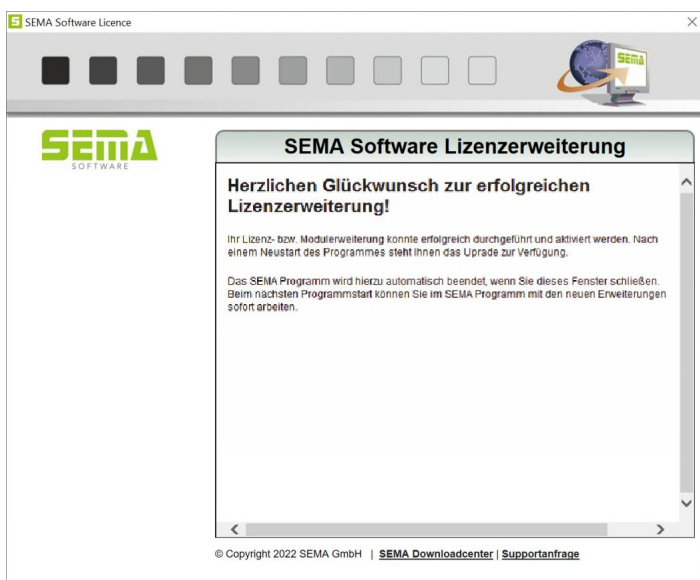 SEMA Software Licence
SEMA
SEMA
SOFTWARE
SEMA Software Lizenzerweiterung
Herzlichen Glückwunsch zur erfolgreichen
Lizenzerweiterung!
Ihr Lizenz- bzw. Modulerweiterung konnte erfolgreich durchgeführt und aktiviert werden. Nach
einem Neustart des Programmes steht Ihnen das Uprade zur Verfügung.
Das SEMA Programm wird hierzu automatisch beendet, wenn Sie dieses Fenster schließen.
Beim nächsten Programmstart können Sie im SEMA Programm mit den neuen Erweiterungen
sofort arbeiten.
© Copyright 2022 SEMA GmbH | SEMA Downloadcenter | Supportanfrage